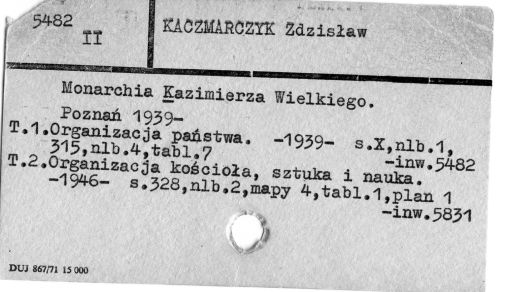 5482
II
KACZMARCZYK Zdzisław
Monarchia Kazimierza Wielkiego.
Poznań 1939-
T.1.Organizacja państwa. -1939- s.X,nlb.1,
315,nlb.4,tabl.7 -inw.5482
T.2.Organizacja kościoła, sztuka i nauka.
-1946- s.328,nlb.2,mapy 4,tabl.1,plan 1
-inw.5831
DUJ 867/71 15 000